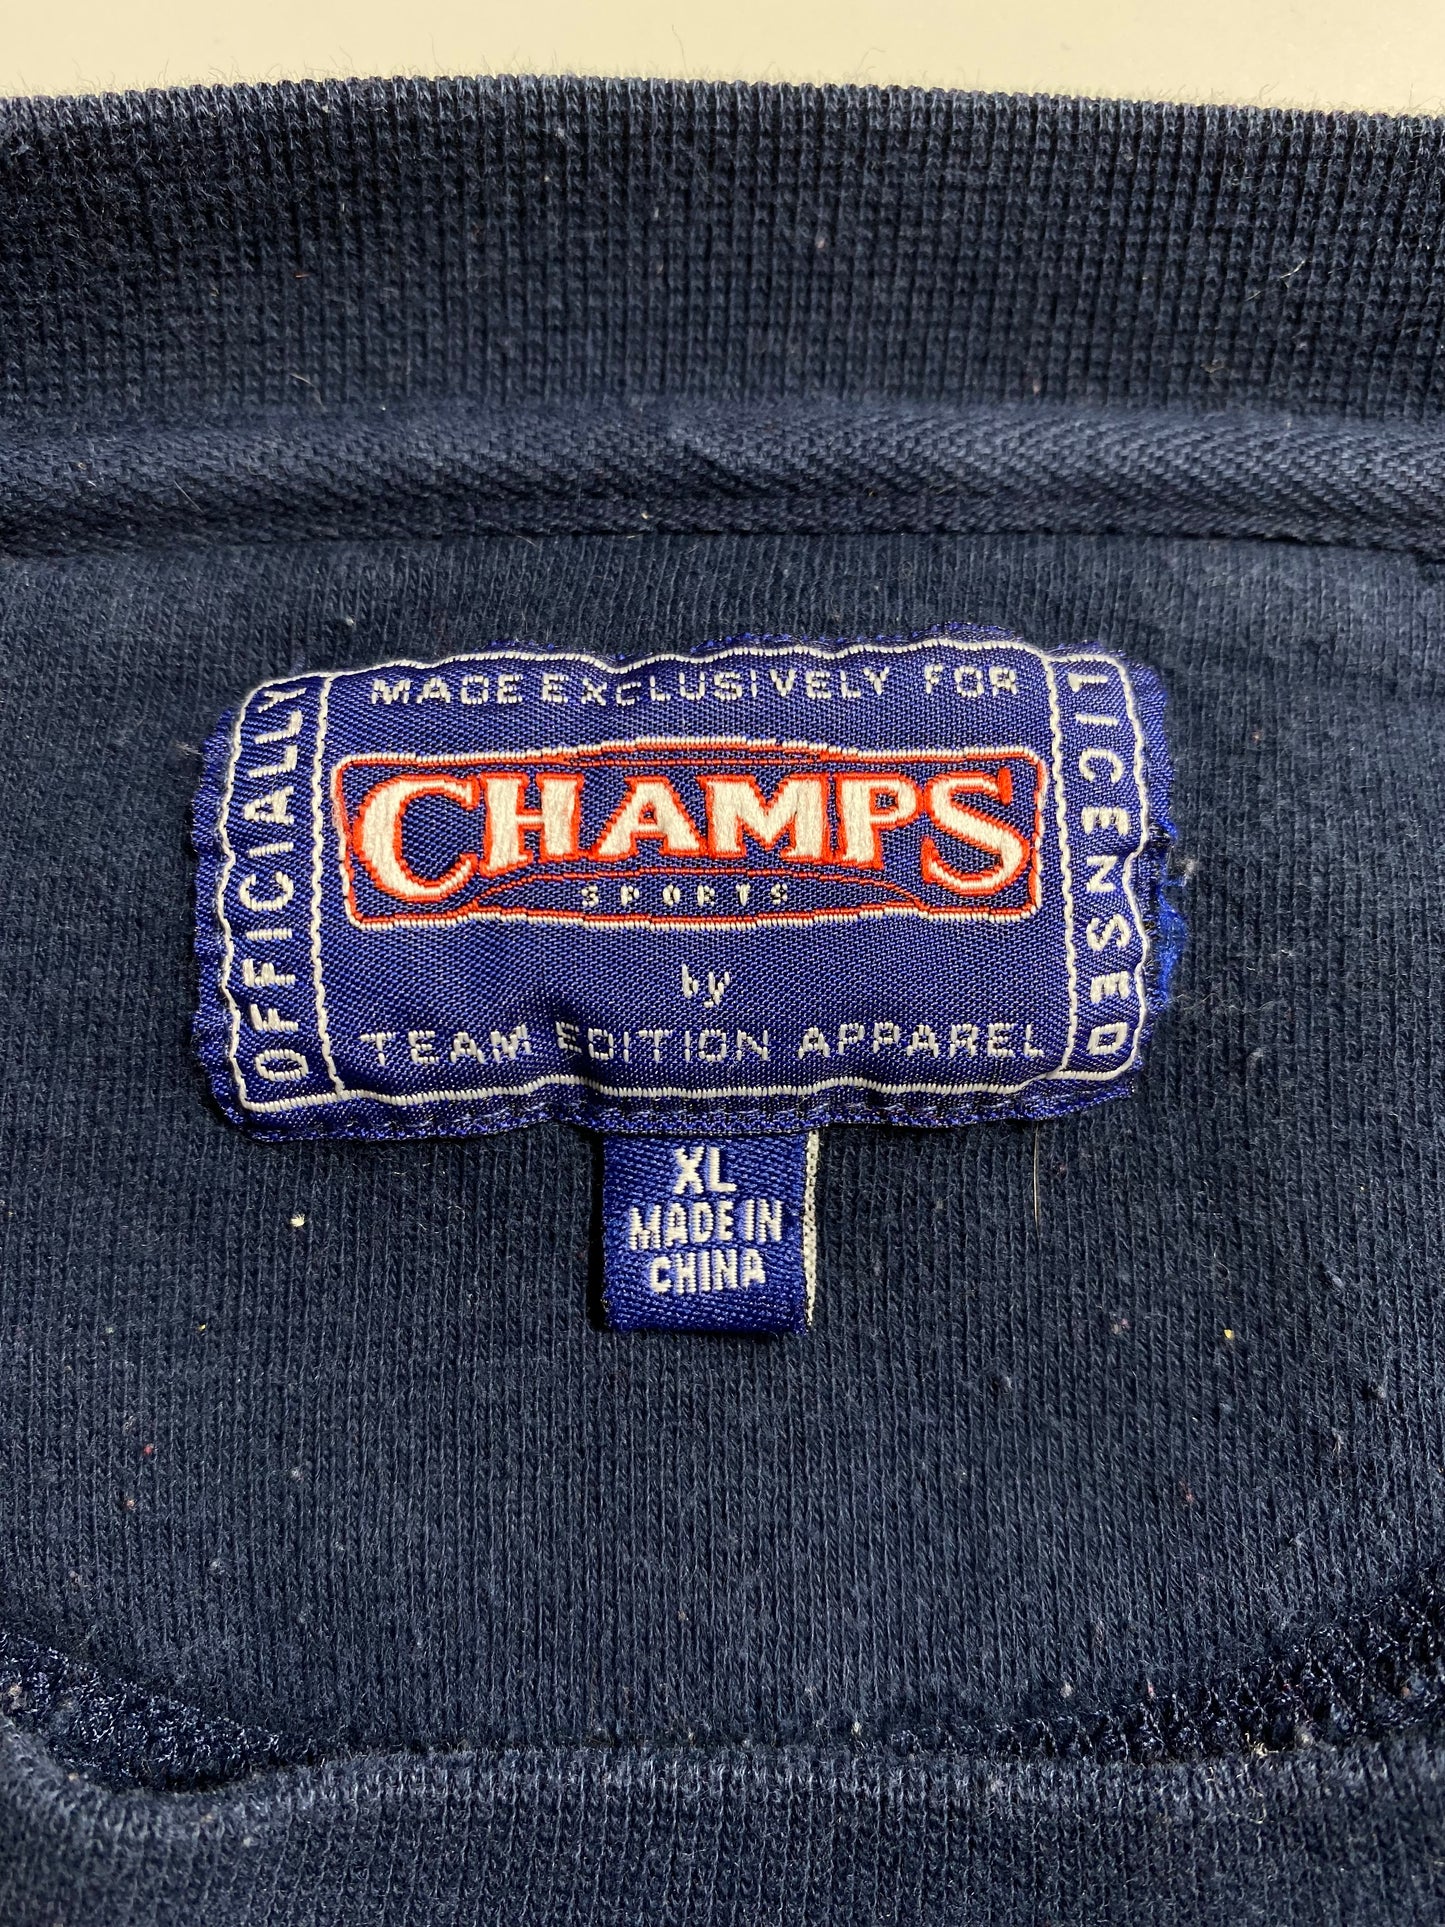 MADE EXCLUSIVELY FOR
OFFICIALLY
CHAMPS
SPORTS
LICENSED
by
TEAM EDITION APPAREL
XL
MADE IN
CHINA